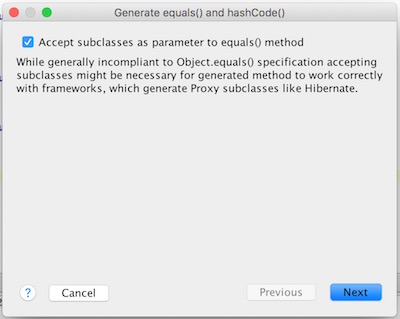 Generate equals() and hashCode()
Accept subclasses as parameter to equals() method
While generally incompliant to Object.equals() specification accepting
subclasses might be necessary for generated method to work correctly
with frameworks, which generate Proxy subclasses like Hibernate.
?
Cancel
Previous
Next